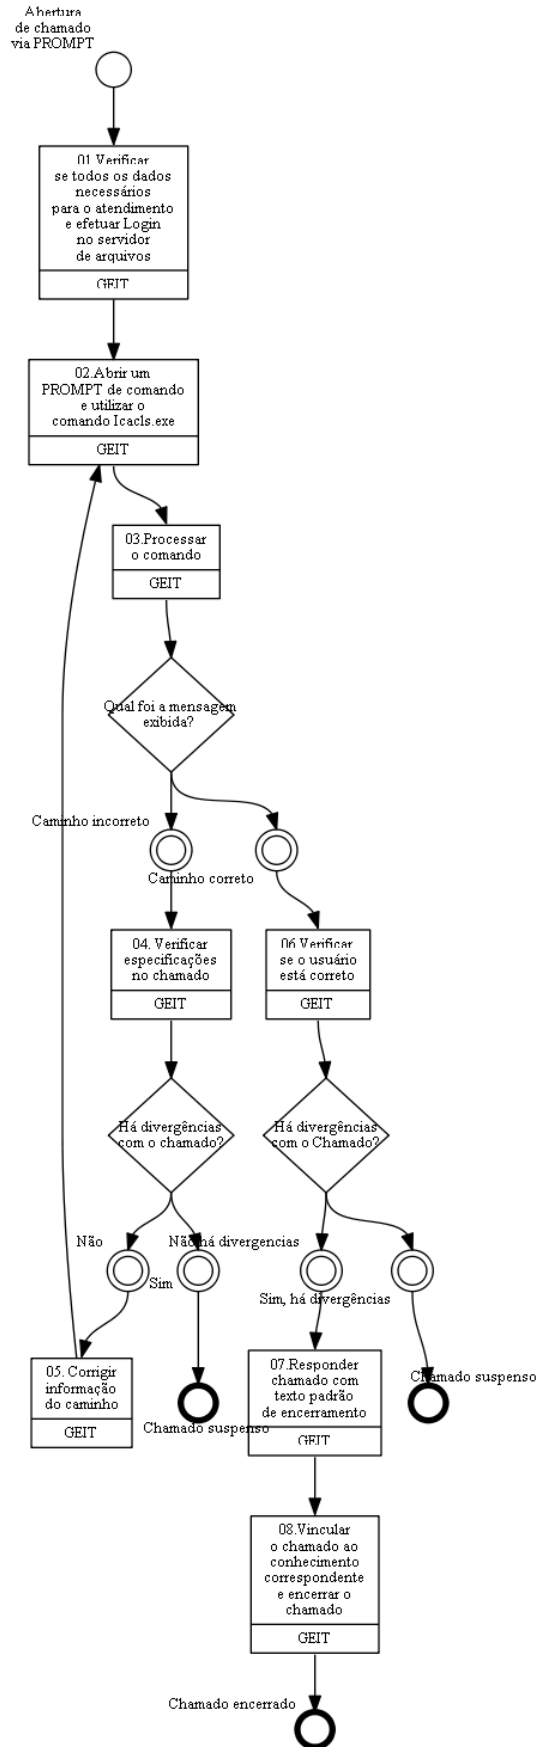 Abertura
de chamado
via PROMPT
01.Verificar
se todos os dados
necessários
para o atendimento
e efetuar Login
no servidor
de arquivos
GEIT
02.Abrir um
PROMPT de comando
e utilizar o
comando Icacls.exe
GEIT
03.Processar
o comando
GEIT
Qual foi a mensagem
exibida?
Caminho incorreto
Caminho correto
04. Verificar
especificações
no chamado
GEIT
06.Verificar
se o usuário
está correto
GEIT
Há divergências
com o chamado?
Há divergências
com o Chamado?
Não
Não há divergencias
Sim
Sim, há divergências
05. Corrigir
informação
do caminho
GEIT
07.Responder
chamado com
texto padrão
de encerramento
GEIT
Chamado suspenso
Chamado suspenso
08.Vincular
o chamado ao
conhecimento
correspondente
e encerrar o
chamado
GEIT
Chamado encerrado